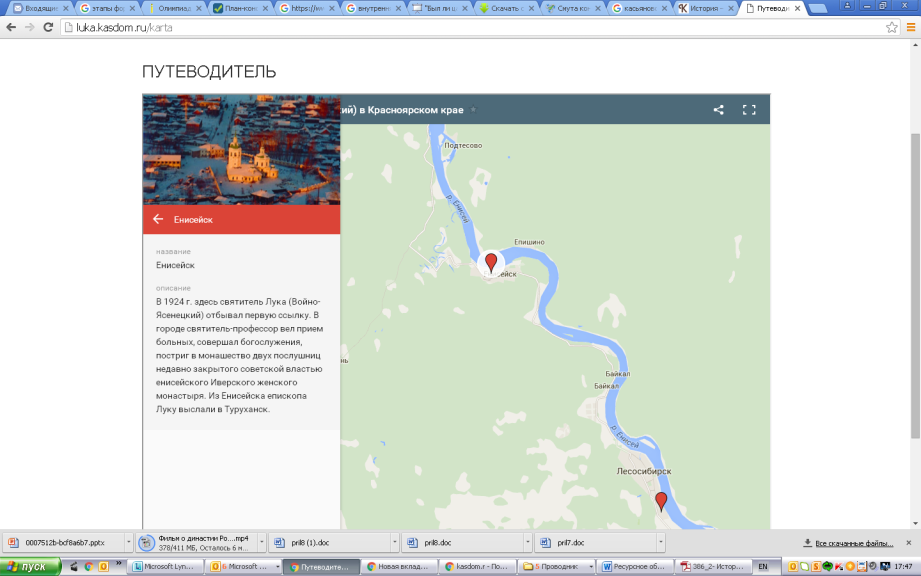 Входящи
этапы фо
Олимпиад
План-кон
https://w
внутренн
"Был ли ц
Скачать с
Смута ко
касьянов
История -
Путеводи
luka.kasdom.ru/karta
ПУТЕВОДИТЕЛЬ
ий) в Красноярском крае
Подтесово
р. Енисей
Енисейск
Епишино
название
Енисейск
описание
В 1924 г. здесь святитель Лука (Войно-
Ясенецкий) отбывал первую ссылку. В
городе святитель-профессор вел прием
больных, совершал богослужения,
постриг в монашество двух послушниц
недавно закрытого советской властью
енисейского Иверского женского
монастыря. Из Енисейска епископа
Луку выслали в Туруханск.
нь
Байкал
Байкал
р. Енисей
Лесосибирск
0007512b-bcf8a6b7.pptx
Фильм о династии Ро....mp4
378/411 МБ, Осталось 6 м...
pril8 (1).doc
pril8.doc
pril7.doc
Все скачанные файлы...
пуск
Microsoft Lyn...
6 Microsoft ...
Путеводите...
Новая вклад...
kasdom.r - По...
5 Проводник
Ресурсное об...
386_2- Истор...
EN
17:47